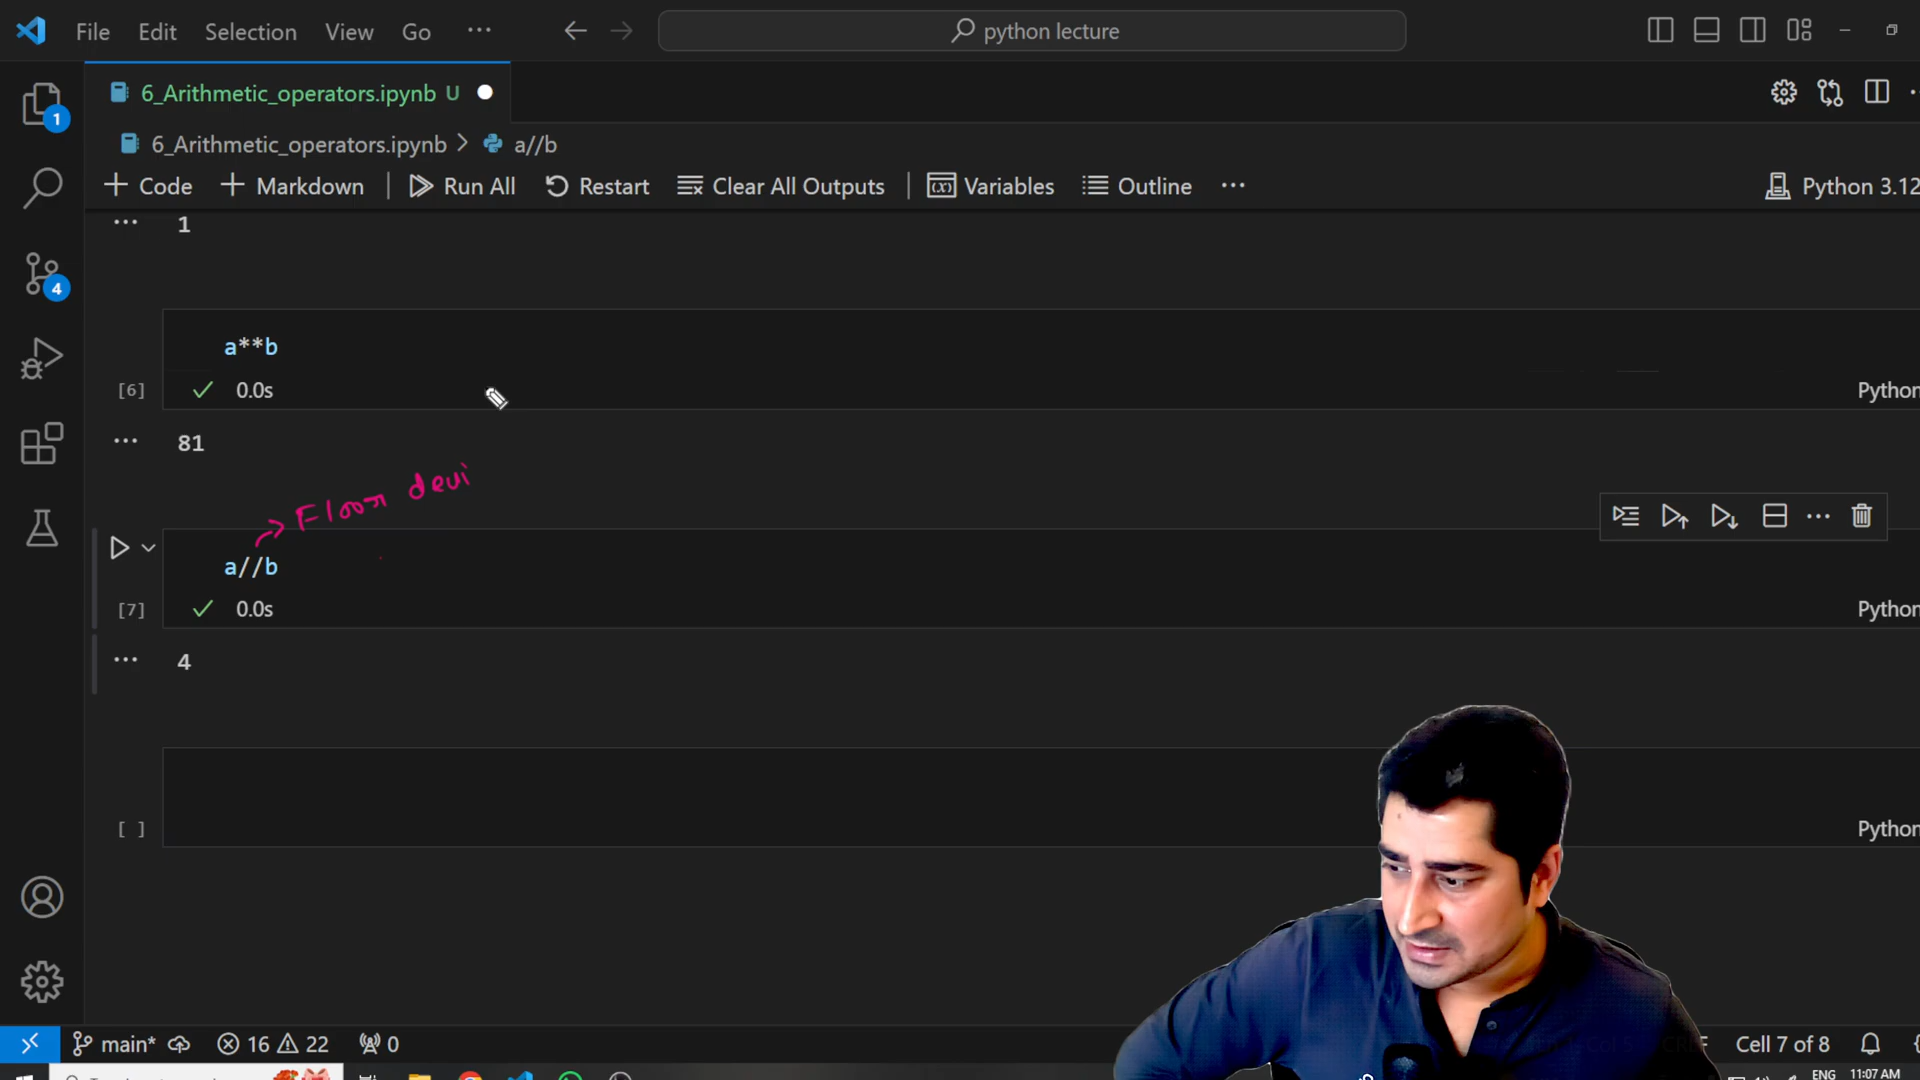 File Edit Selection View Go ··· python lecture
6_Arithmetic_operators.ipynb U
6_Arithmetic_operators.ipynb > a//b
+ Code + Markdown | Run All Restart Clear All Outputs | Variables Outline ··· Python 3.12
1
a**b
[6] 0.0s Python
81
Floor devi
a//b
[7] 0.0s Python
4
[ ] Python
1
4
main* 16 22 0 Cell 7 of 8
ENG 11:07 AM